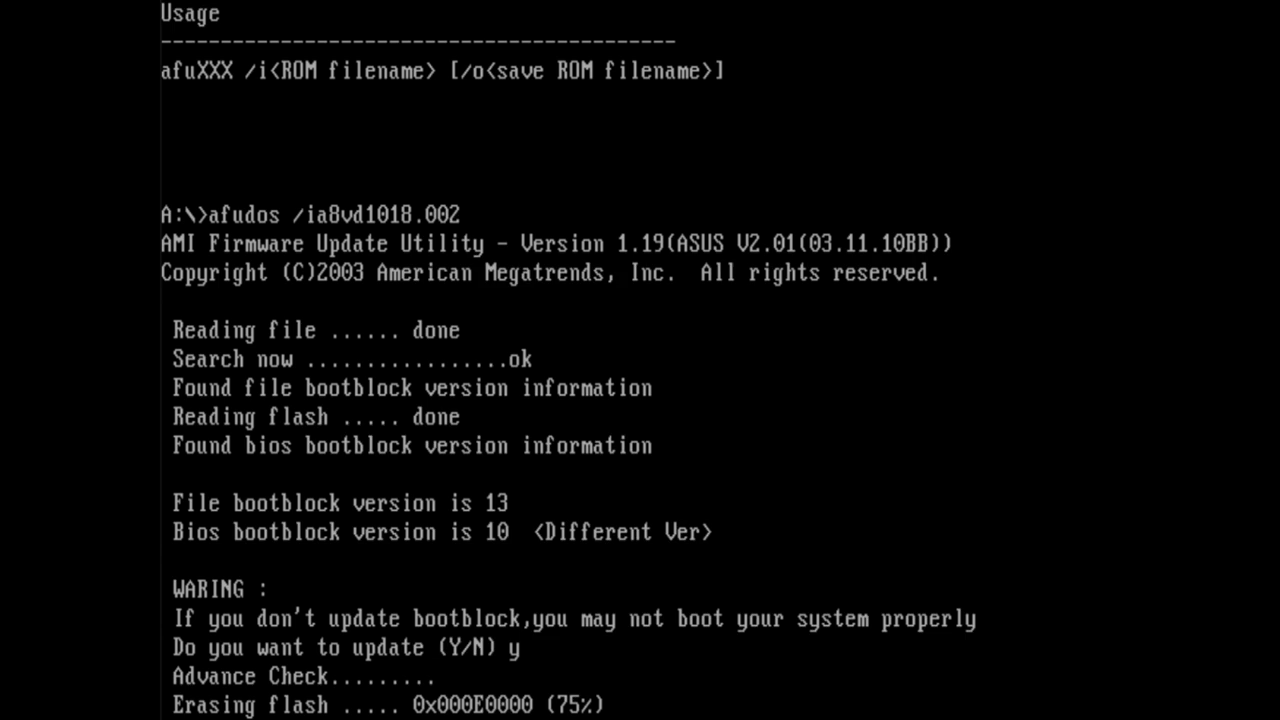 Usage
-------------------------------------------
afuXXX /i<ROM filename> [/o<save ROM filename>]
A:\>afudos /ia8vd1018.002
AMI Firmware Update Utility - Version 1.19(ASUS V2.01(03.11.10BB))
Copyright (C)2003 American Megatrends, Inc.  All rights reserved.
Reading file ...... done
Search now .................ok
Found file bootblock version information
Reading flash ..... done
Found bios bootblock version information
File bootblock version is 13
Bios bootblock version is 10  <Different Ver>
WARING :
If you don't update bootblock,you may not boot your system properly
Do you want to update (Y/N) y
Advance Check.........
Erasing flash ..... 0x000E0000 (75%)